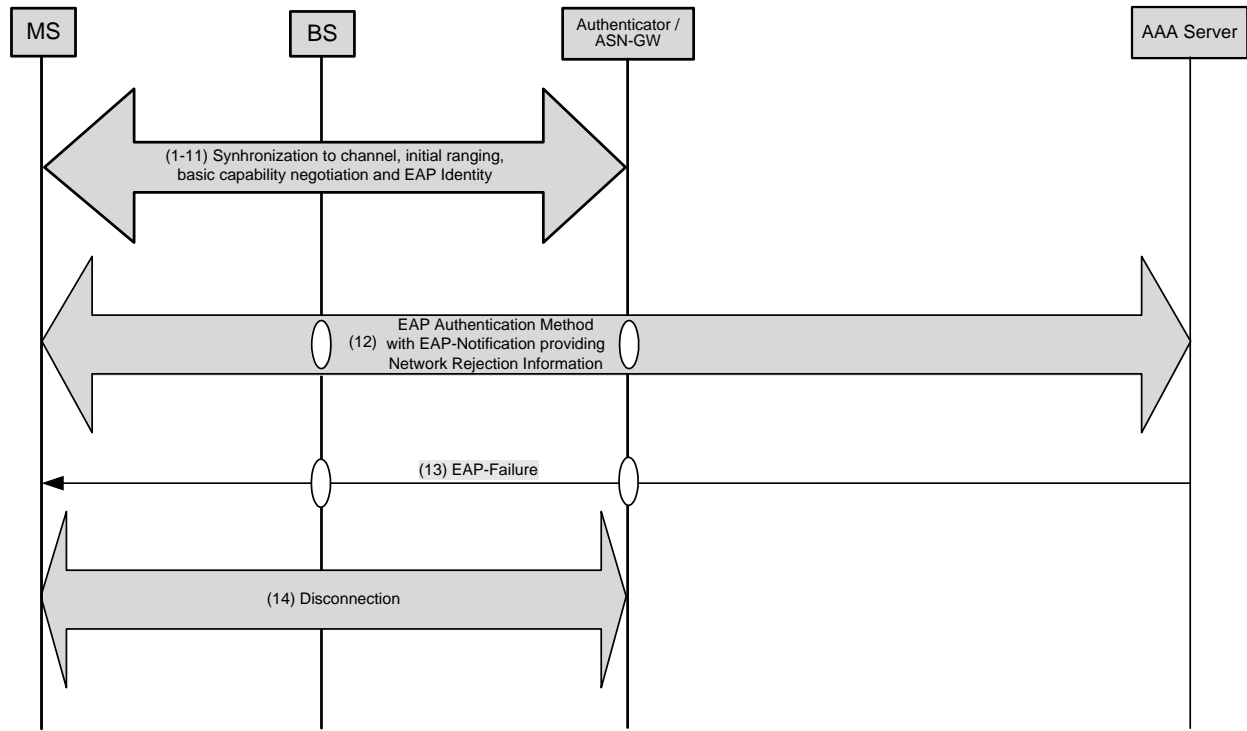 MS
BS
Authenticator /
ASN-GW
AAA Server
(1-11) Synhronization to channel, initial ranging,
basic capability negotiation and EAP Identity
EAP Authentication Method
(12) with EAP-Notification providing
Network Rejection Information
(13) EAP-Failure
(14) Disconnection